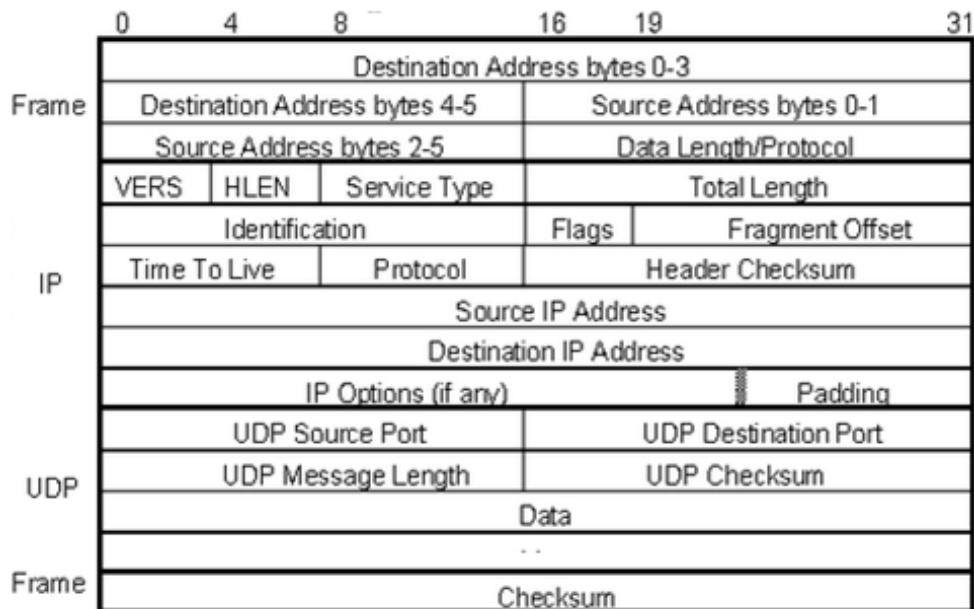 0 4 8 16 19 31
Destination Address bytes 0-3
Frame Destination Address bytes 4-5 Source Address bytes 0-1
Source Address bytes 2-5 Data Length/Protocol
VERS HLEN Service Type Total Length
Identification Flags Fragment Offset
IP Time To Live Protocol Header Checksum
Source IP Address
Destination IP Address
IP Options (if any) Padding
UDP Source Port UDP Destination Port
UDP UDP Message Length UDP Checksum
Data
. .
Frame Checksum